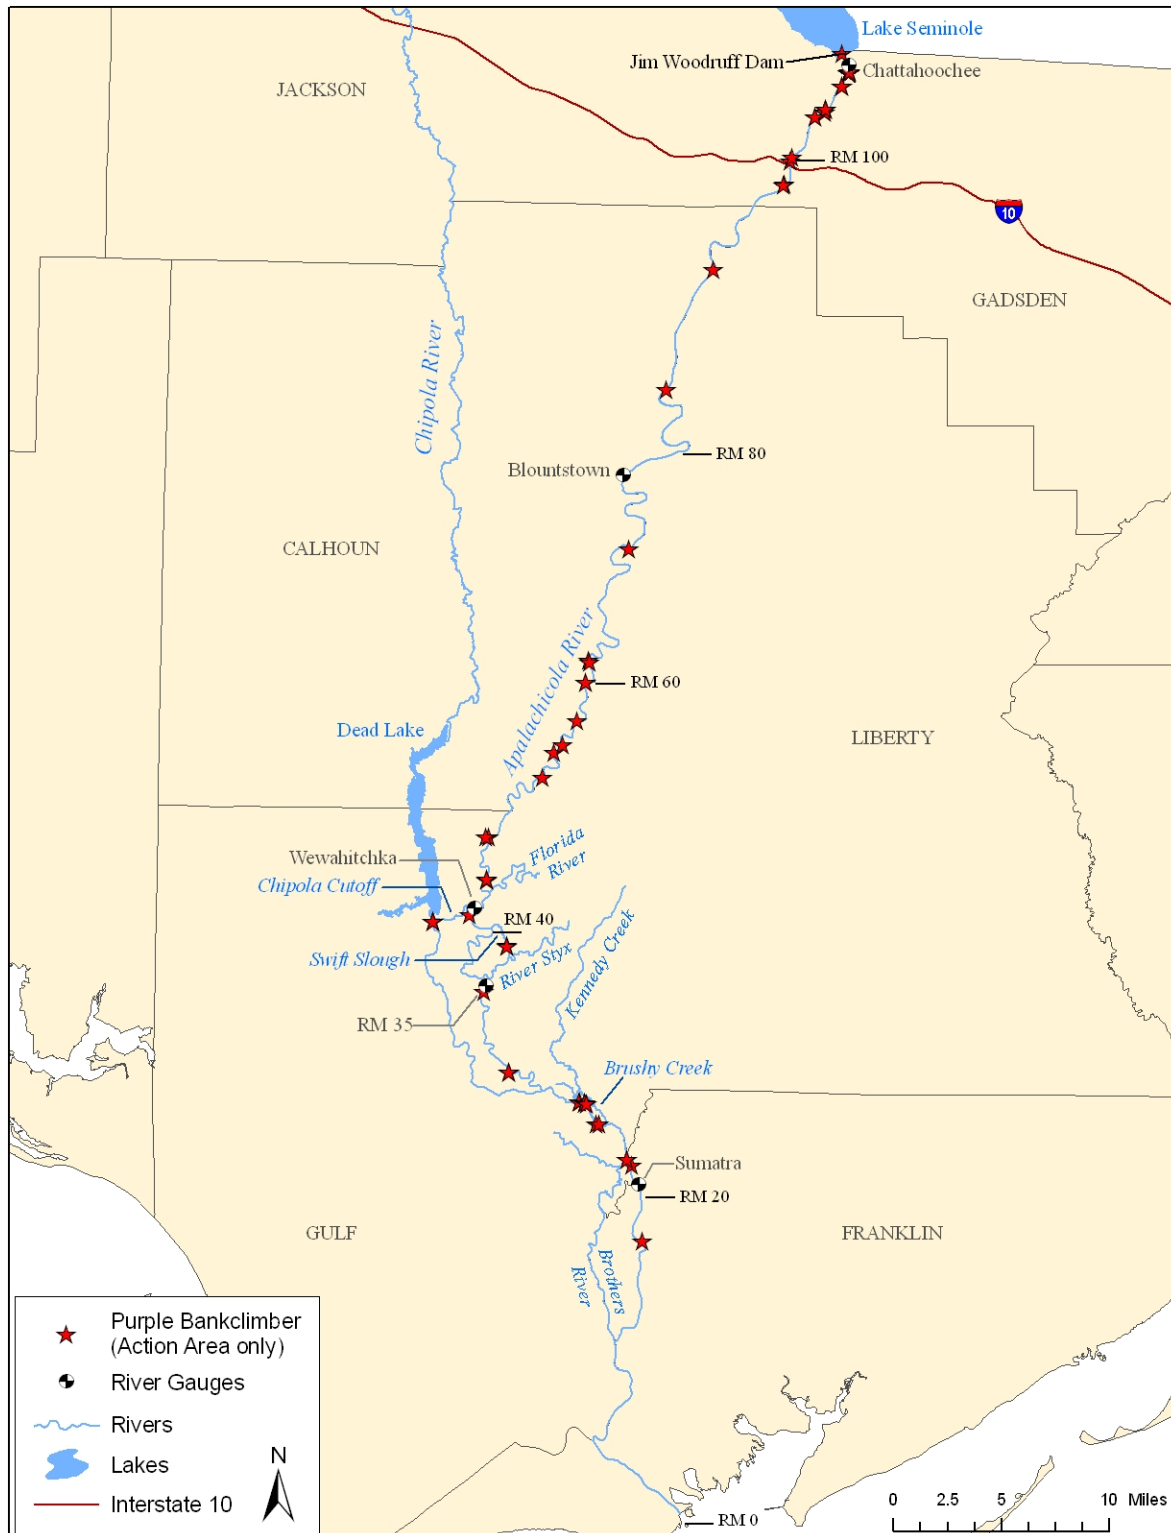 Lake Seminole
Jim Woodruff Dam
Chattahoochee
JACKSON
RM 100
10
GADSDEN
Chipola River
RM 80
Blountstown
CALHOUN
Apalachicola River
RM 60
Dead Lake
LIBERTY
Wewahitchka
Florida
River
Chipola Cutoff
RM 40
Swift Slough
River Styx
Kennedy Creek
RM 35
Brushy Creek
Sumatra
RM 20
GULF
FRANKLIN
Brothers
River
Purple Bankclimber
(Action Area only)
River Gauges
Rivers
Lakes
Interstate 10
N
0 2.5 5 10 Miles
RM 0